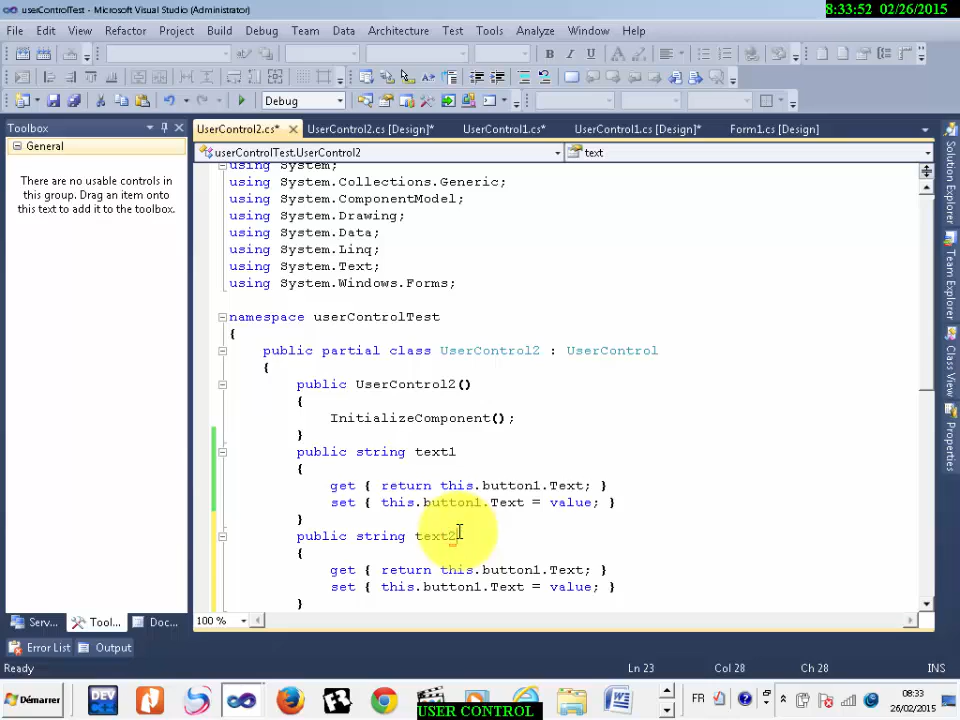 userControlTest - Microsoft Visual Studio (Administrator)
8:33:52 02/26/2015
File Edit View Refactor Project Build Debug Team Data Architecture Test Tools Analyze Window Help
Debug
Toolbox
UserControl2.cs* UserControl2.cs [Design]* UserControl1.cs* UserControl1.cs [Design]* Form1.cs [Design]
General
userControlTest.UserControl2 text
There are no usable controls in
this group. Drag an item onto
this text to add it to the toolbox.
using System;
using System.Collections.Generic;
using System.ComponentModel;
using System.Drawing;
using System.Data;
using System.Linq;
using System.Text;
using System.Windows.Forms;
namespace userControlTest
{
public partial class UserControl2 : UserControl
{
public UserControl2()
{
InitializeComponent();
}
public string text1
{
get { return this.button1.Text; }
set { this.button1.Text = value; }
}
public string text2
{
get { return this.button1.Text; }
set { this.button1.Text = value; }
}
Solution Explorer
Team Explorer
Class View
Properties
Serv... Tool... Doc...
100 %
Error List Output
Ready Ln 23 Col 28 Ch 28 INS
Démarrer
DEV
FR
08:33
26/02/2015
USER CONTROL